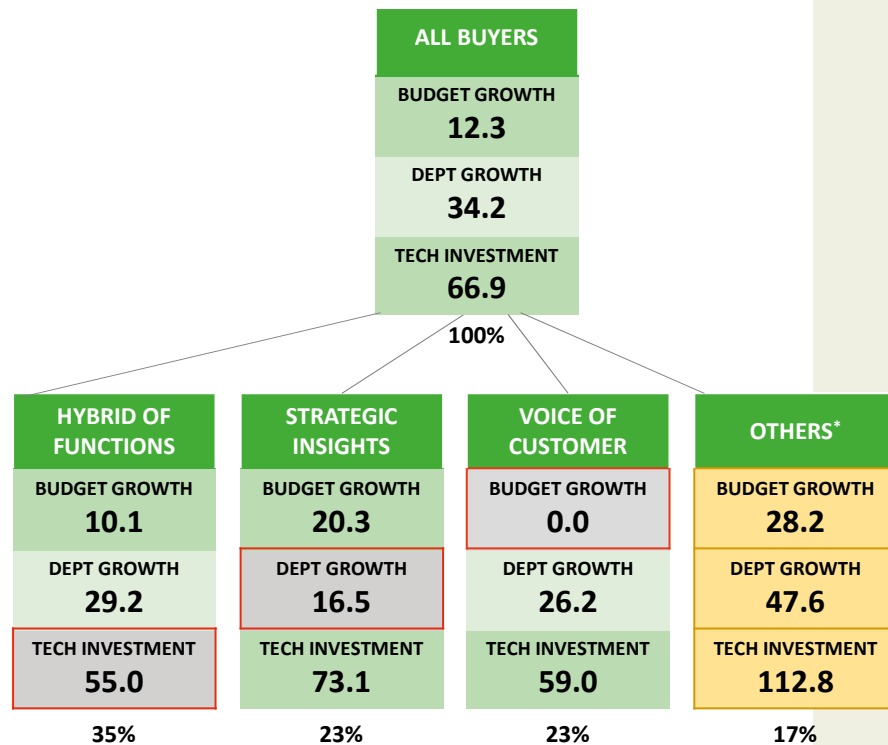 ALL BUYERS
BUDGET GROWTH
12.3
DEPT GROWTH
34.2
TECH INVESTMENT
66.9
100%
HYBRID OF
FUNCTIONS
BUDGET GROWTH
10.1
DEPT GROWTH
29.2
TECH INVESTMENT
55.0
35%
STRATEGIC
INSIGHTS
BUDGET GROWTH
20.3
DEPT GROWTH
16.5
TECH INVESTMENT
73.1
23%
VOICE OF
CUSTOMER
BUDGET GROWTH
0.0
DEPT GROWTH
26.2
TECH INVESTMENT
59.0
23%
OTHERS*
BUDGET GROWTH
28.2
DEPT GROWTH
47.6
TECH INVESTMENT
112.8
17%